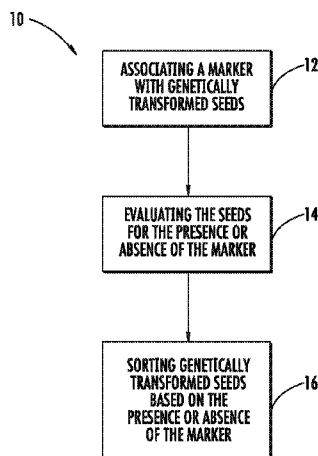 10
ASSOCIATING A MARKER
WITH GENETICALLY
TRANSFORMED SEEDS
12
EVALUATING THE SEEDS
FOR THE PRESENCE OR
ABSENCE OF THE MARKER
14
SORTING GENETICALLY
TRANSFORMED SEEDS
BASED ON THE
PRESENCE OR ABSENCE
OF THE MARKER
16